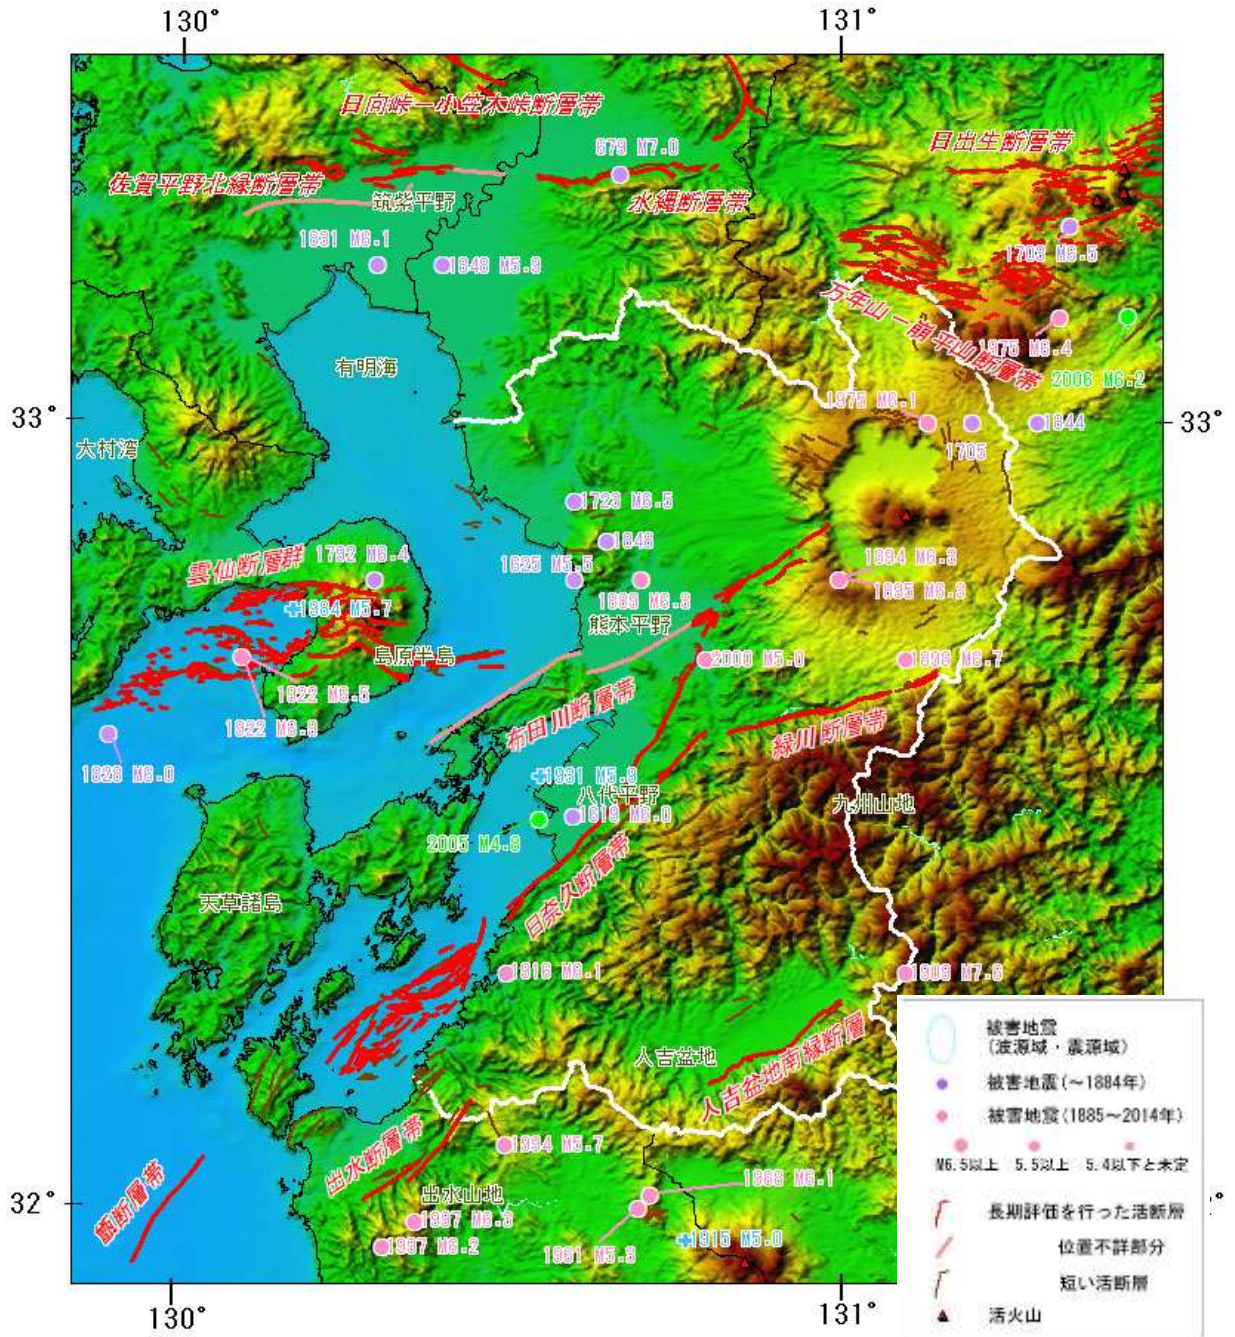 130°
131°
日向峠－小笠木峠断層帯
日出生断層帯
679 M7.0
佐賀平野北縁断層帯
筑紫平野
水縄断層帯
1831 M6.1
1848 M5.9
1703 M6.5
万年山－崩平山断層帯
有明海
1975 M6.4
2006 M6.2
33°
1975 M6.1
1705
1844
33°
大村湾
1723 M6.5
1848
雲仙断層群
1792 M6.4
1625 M5.5
1894 M6.3
1984 M5.7
1889 M6.3
1895 M6.3
熊本平野
島原半島
2000 M5.0
1922 M6.5
1922 M6.9
布田川断層帯
緑川断層帯
1828 M6.0
1931 M5.9
八代平野
九州山地
1619 M6.0
2005 M4.8
日奈久断層帯
天草諸島
1916 M6.1
1909 M7.6
人吉盆地
人吉盆地南縁断層
出水断層帯
1994 M5.7
甑断層帯
出水山地
32°
1997 M6.3
1997 M6.2
1915 M5.0
被害地震
(波源域・震源域)
被害地震(～1884年)
被害地震(1885～2014年)
M6.5以上 5.5以上 5.4以下と未定
長期評価を行った活断層
位置不詳部分
短い活断層
活火山
130°
131°